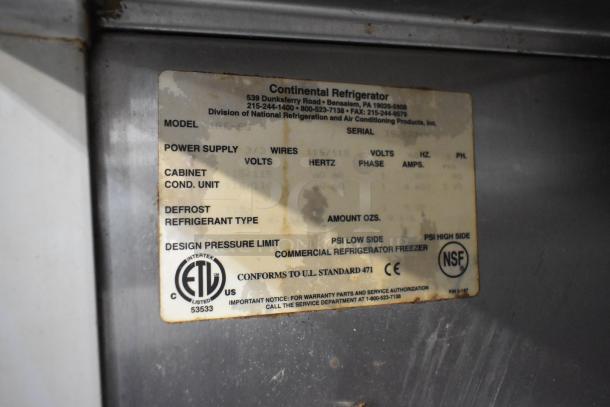 Continental Refrigerator
539 Dunksferry Road • Bensalem, PA 19020-5908
215-244-1400 • 800-523-7138 • FAX: 215-244-9579
Division of National Refrigeration and Air Conditioning Products, Inc.
MODEL SERIAL
POWER SUPPLY WIRES VOLTS HZ. PH.
VOLTS HERTZ PHASE AMPS.
CABINET
COND. UNIT
DEFROST
REFRIGERANT TYPE AMOUNT OZS.
DESIGN PRESSURE LIMIT PSI LOW SIDE PSI HIGH SIDE
COMMERCIAL REFRIGERATOR FREEZER
INTERTEK
ETL
C US
LISTED
53533
CONFORMS TO U.L. STANDARD 471 CE
NSF
IMPORTANT NOTICE: FOR WARRANTY PARTS AND SERVICE AUTHORIZATION
CALL THE SERVICE DEPARTMENT AT 1-800-523-7138